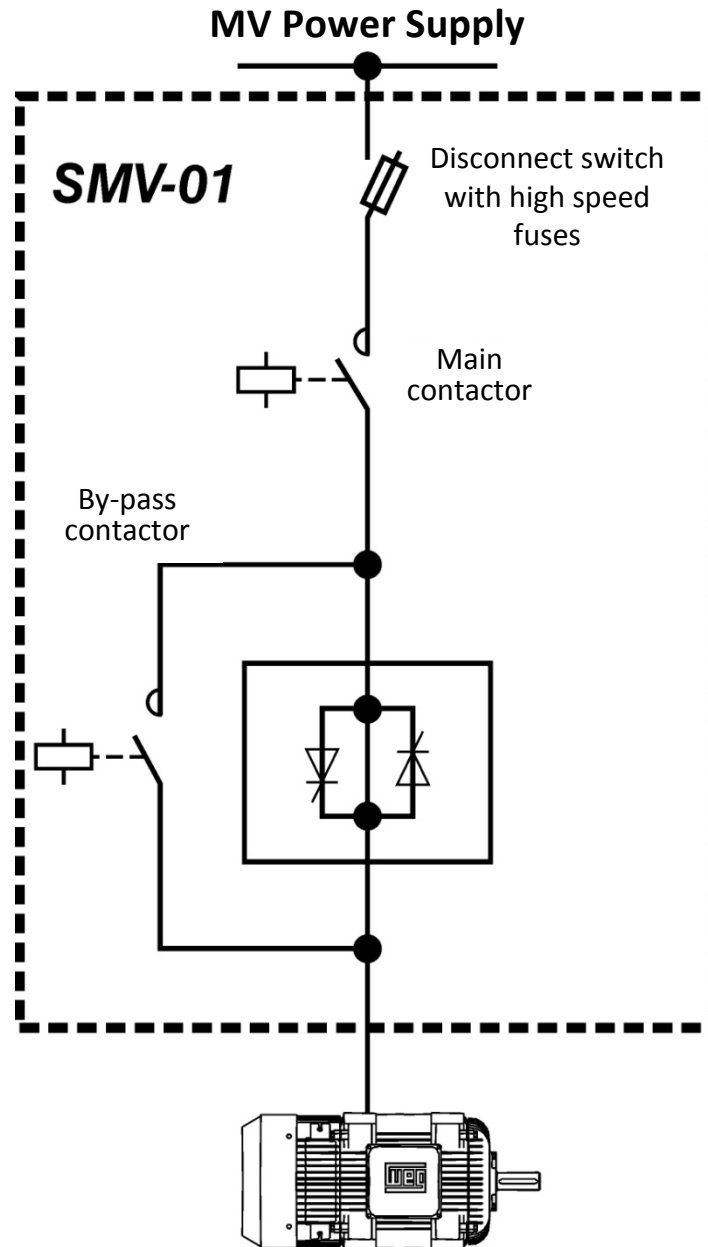 MV Power Supply
SMV-01
Disconnect switch
with high speed
fuses
Main
contactor
By-pass
contactor
WEG